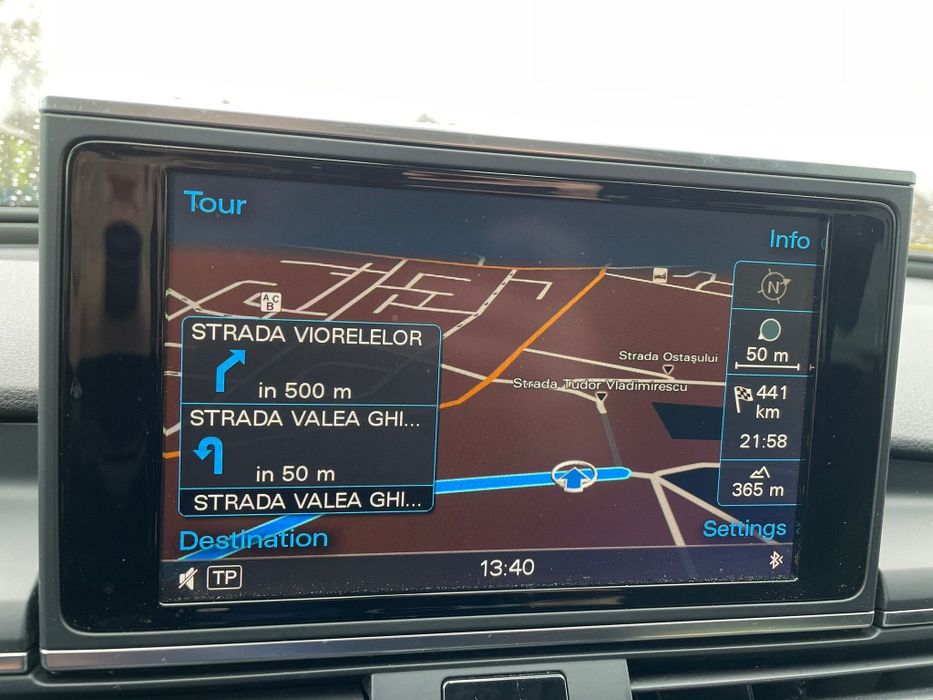 Tour
Info
A C
B
N
STRADA VIORELELOR
in 500 m
STRADA VALEA GHI...
in 50 m
STRADA VALEA GHI...
Strada Ostaşului
Strada Tudor Vladimirescu
50 m
441
km
21:58
365 m
Destination
Settings
TP
13:40